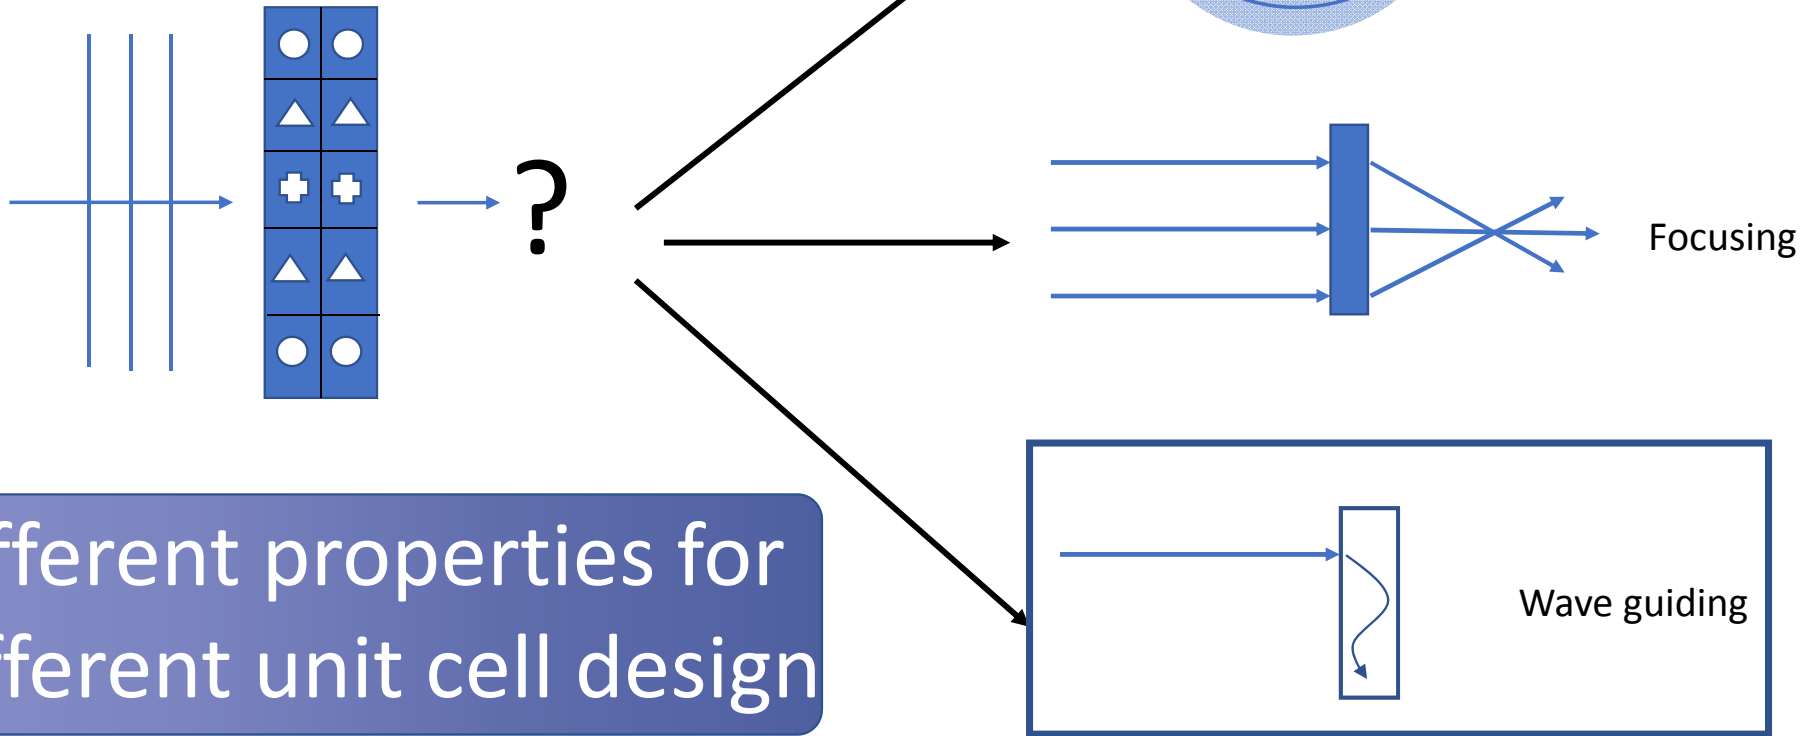 ?
Focusing
Wave guiding
fferent properties for
fferent unit cell design